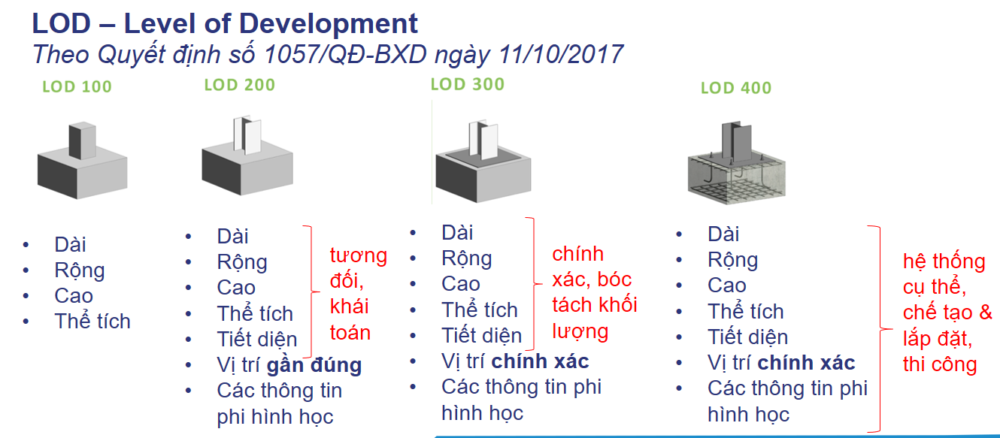 LOD – Level of Development
Theo Quyết định số 1057/QĐ-BXD ngày 11/10/2017
LOD 100
• Dài
• Rộng
• Cao
• Thể tích
LOD 200
• Dài
• Rộng
• Cao
• Thể tích
• Tiết diện
• Vị trí gần đúng
• Các thông tin
phi hình học
tương
đối,
khái
toán
LOD 300
• Dài
• Rộng
• Cao
• Thể tích
• Tiết diện
• Vị trí chính xác
• Các thông tin phi
hình học
chính
xác, bóc
tách khối
lượng
LOD 400
• Dài
• Rộng
• Cao
• Thể tích
• Tiết diện
• Vị trí chính xác
• Các thông tin phi
hình học
hệ thống
cụ thể,
chế tạo &
lắp đặt,
thi công